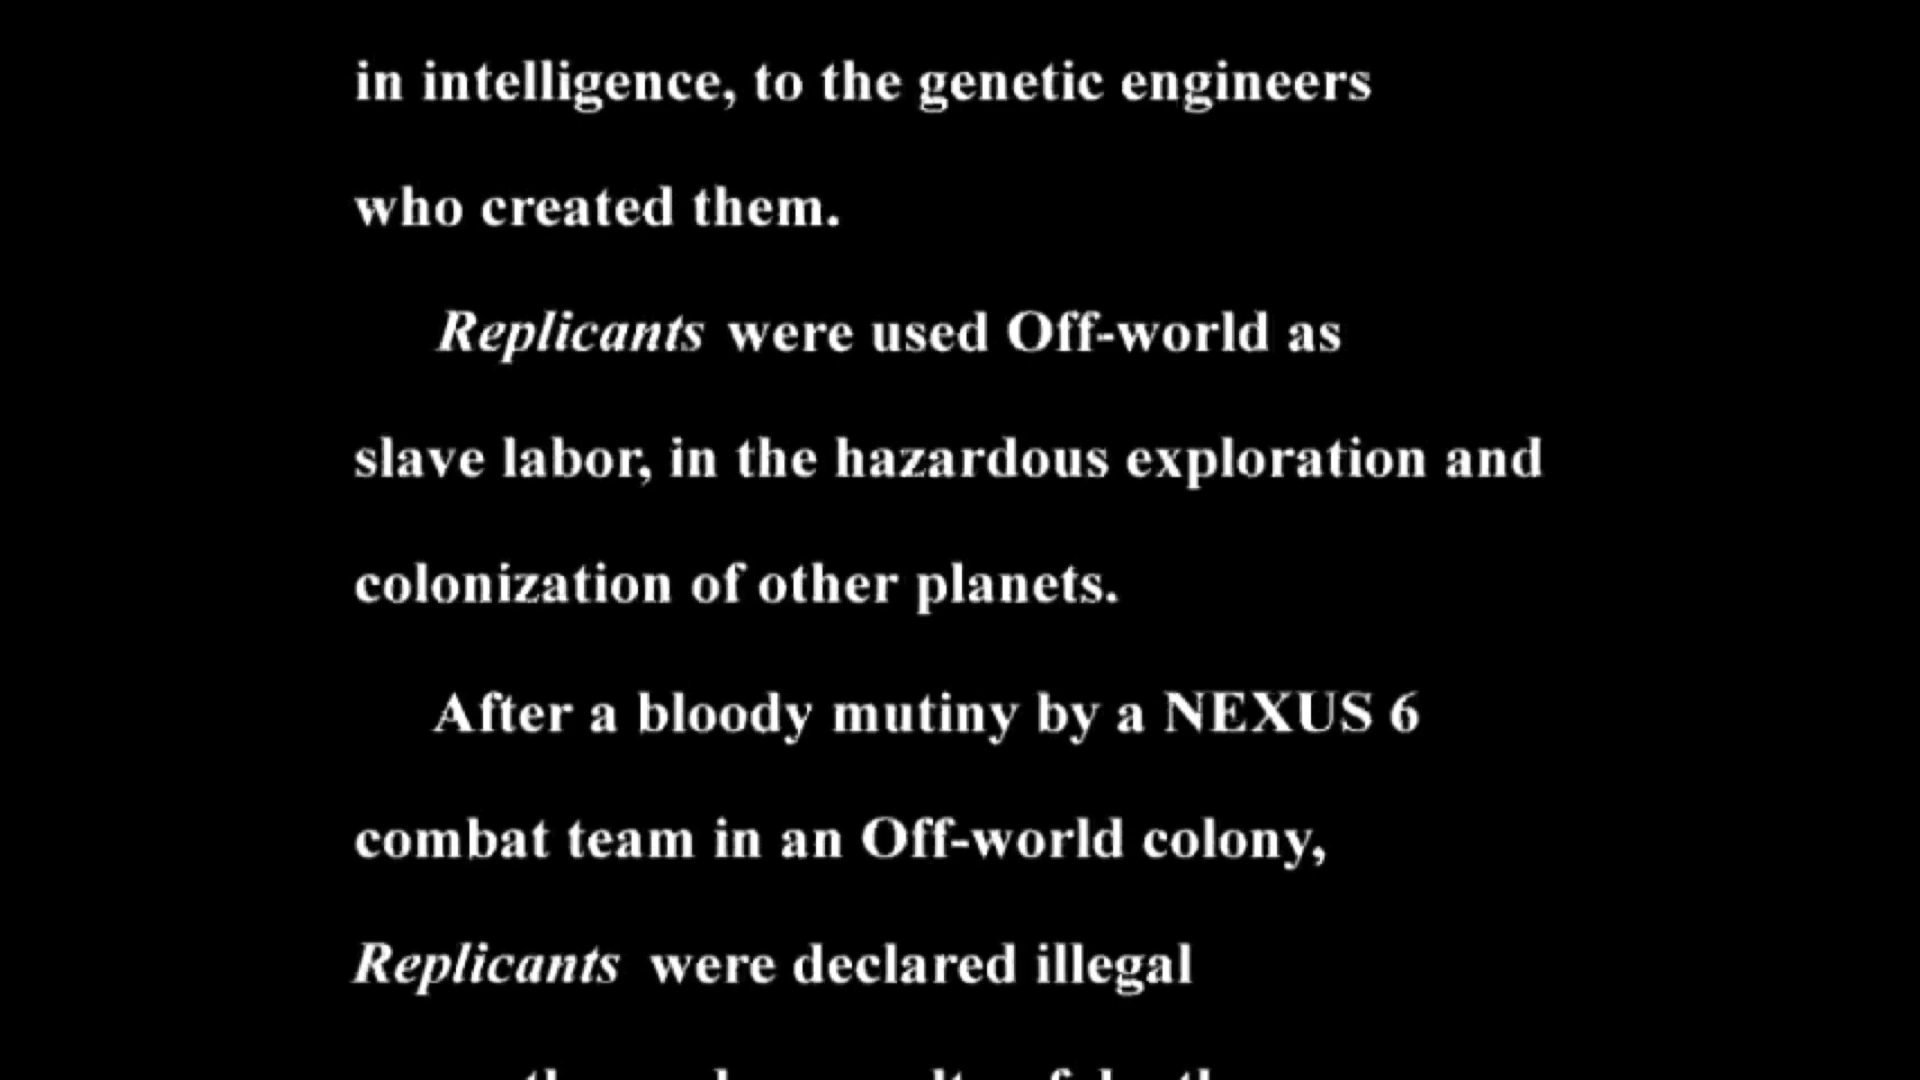 in intelligence, to the genetic engineers
who created them.
Replicants were used Off-world as
slave labor, in the hazardous exploration and
colonization of other planets.
After a bloody mutiny by a NEXUS 6
combat team in an Off-world colony,
Replicants were declared illegal